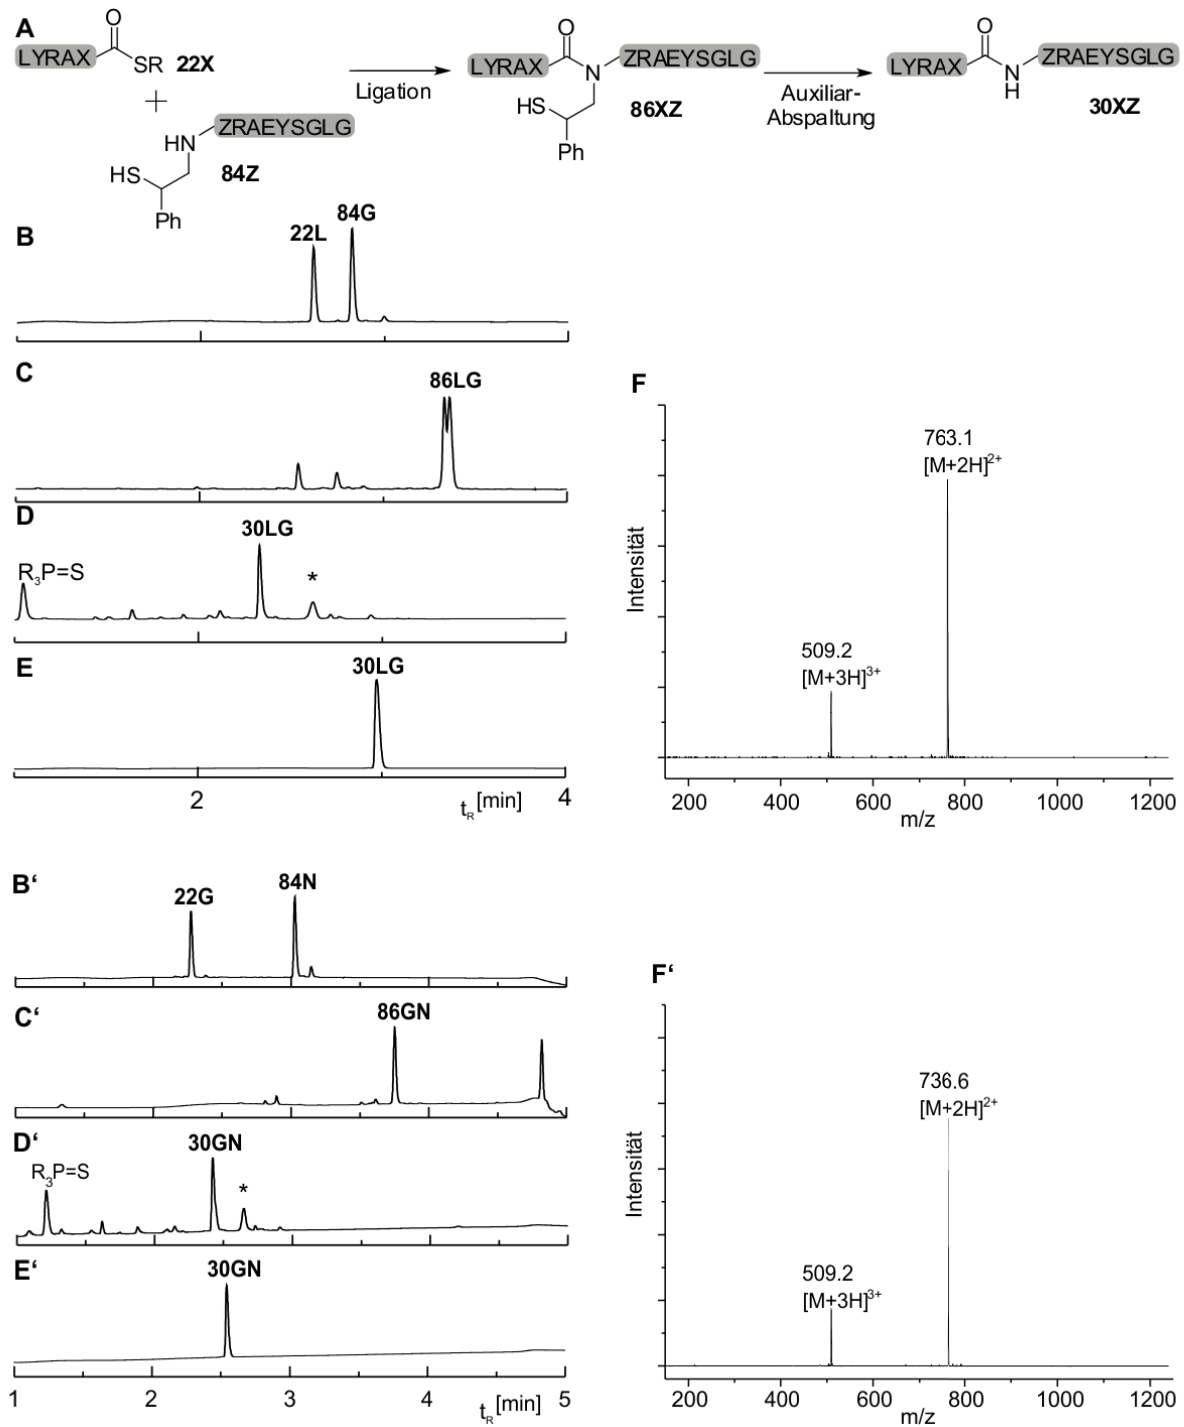 A
O
LYRAX
SR
22X
+
HN
ZRAEYSGLG
HS
84Z
Ph
Ligation
O
LYRAX
N
ZRAEYSGLG
HS
86XZ
Ph
Auxiliar-
Abspaltung
O
LYRAX
N
H
ZRAEYSGLG
30XZ
B
22L
84G
C
86LG
D
R3P=S
30LG
*
E
30LG
2
tR[min]
4
F
763.1
[M+2H]2+
509.2
[M+3H]3+
Intensität
200 400 600 800 1000 1200
m/z
B‘
22G
84N
C‘
86GN
D‘
R3P=S
30GN
*
E‘
30GN
1 2 3 4 5
tR[min]
F‘
736.6
[M+2H]2+
509.2
[M+3H]3+
Intensität
200 400 600 800 1000 1200
m/z